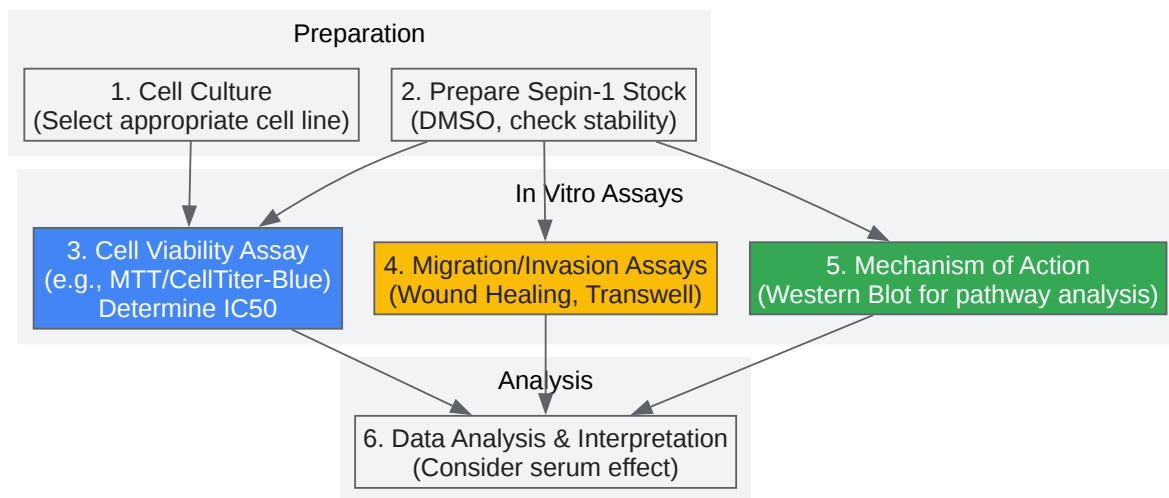 Preparation
1. Cell Culture
(Select appropriate cell line)
2. Prepare Sepin-1 Stock
(DMSO, check stability)
In Vitro Assays
3. Cell Viability Assay
(e.g., MTT/CellTiter-Blue)
Determine IC50
4. Migration/Invasion Assays
(Wound Healing, Transwell)
5. Mechanism of Action
(Western Blot for pathway analysis)
Analysis
6. Data Analysis & Interpretation
(Consider serum effect)